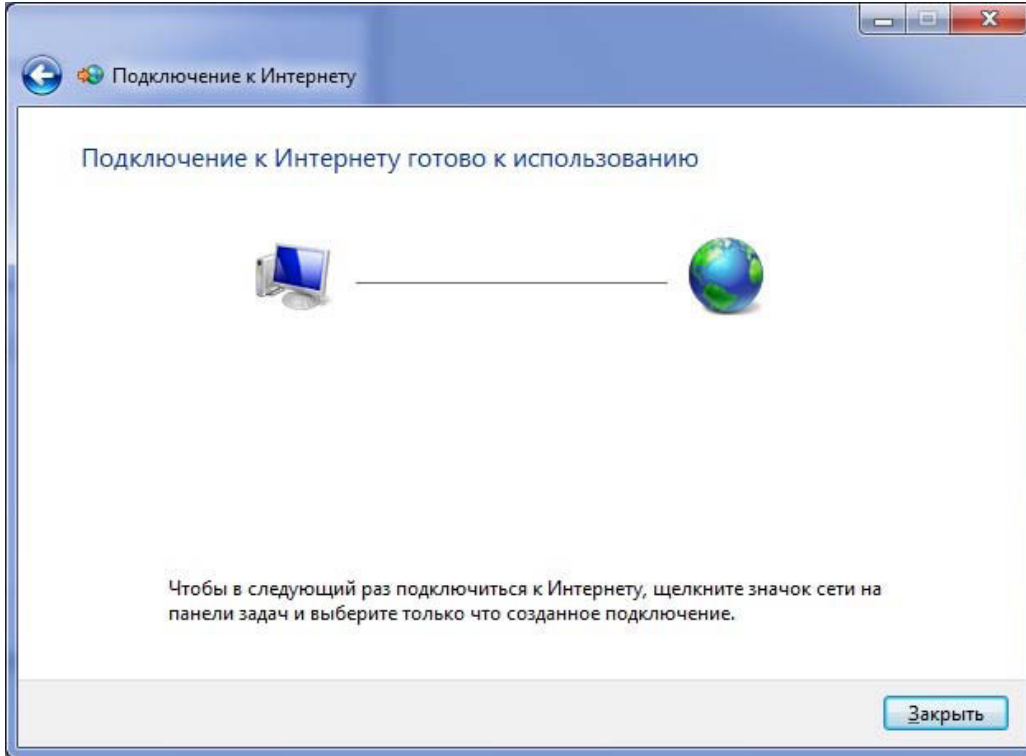 Подключение к Интернету
Подключение к Интернету готово к использованию
Чтобы в следующий раз подключиться к Интернету, щелкните значок сети на
панели задач и выберите только что созданное подключение.
Закрыть